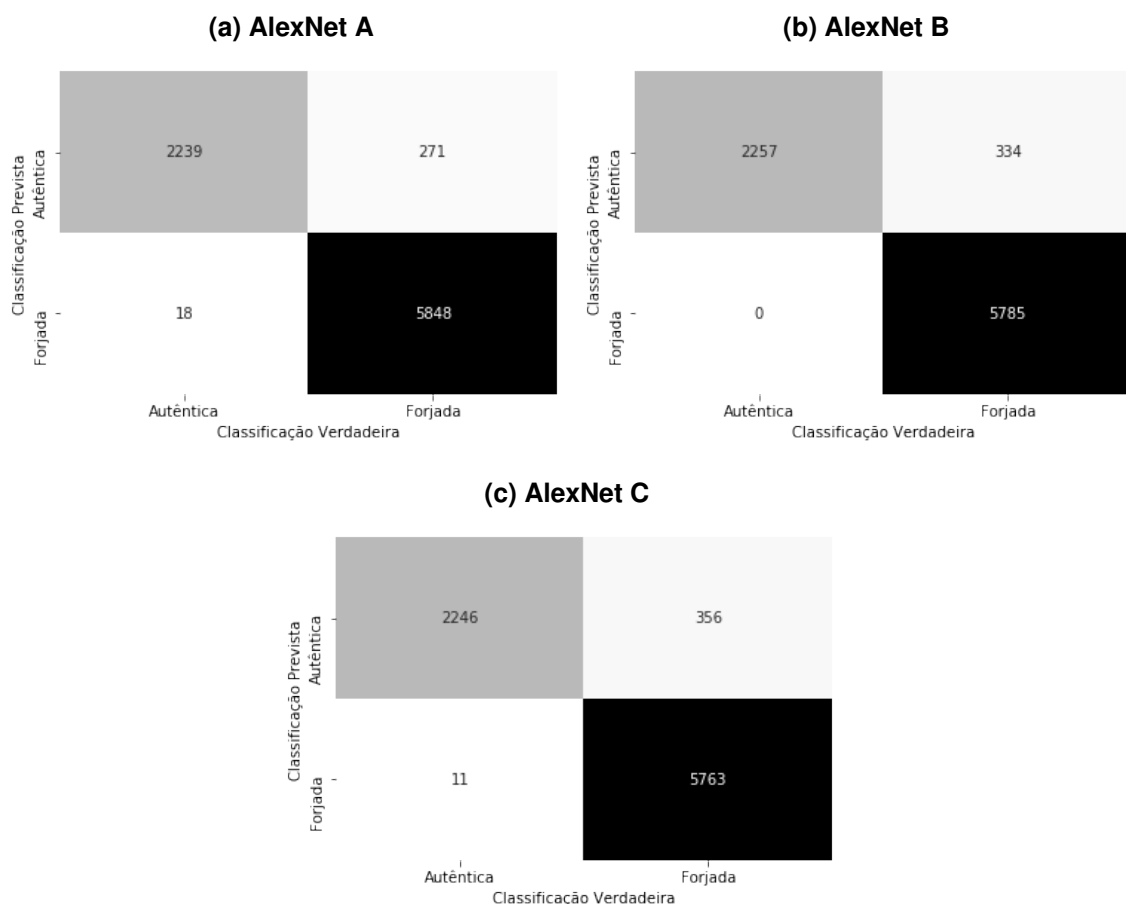 (a) AlexNet A
Classificação Prevista
Autêntica
Forjada
2239
271
18
5848
Autêntica
Forjada
Classificação Verdadeira
(b) AlexNet B
Classificação Prevista
Autêntica
Forjada
2257
334
0
5785
Autêntica
Forjada
Classificação Verdadeira
(c) AlexNet C
Classificação Prevista
Autêntica
Forjada
2246
356
11
5763
Autêntica
Forjada
Classificação Verdadeira